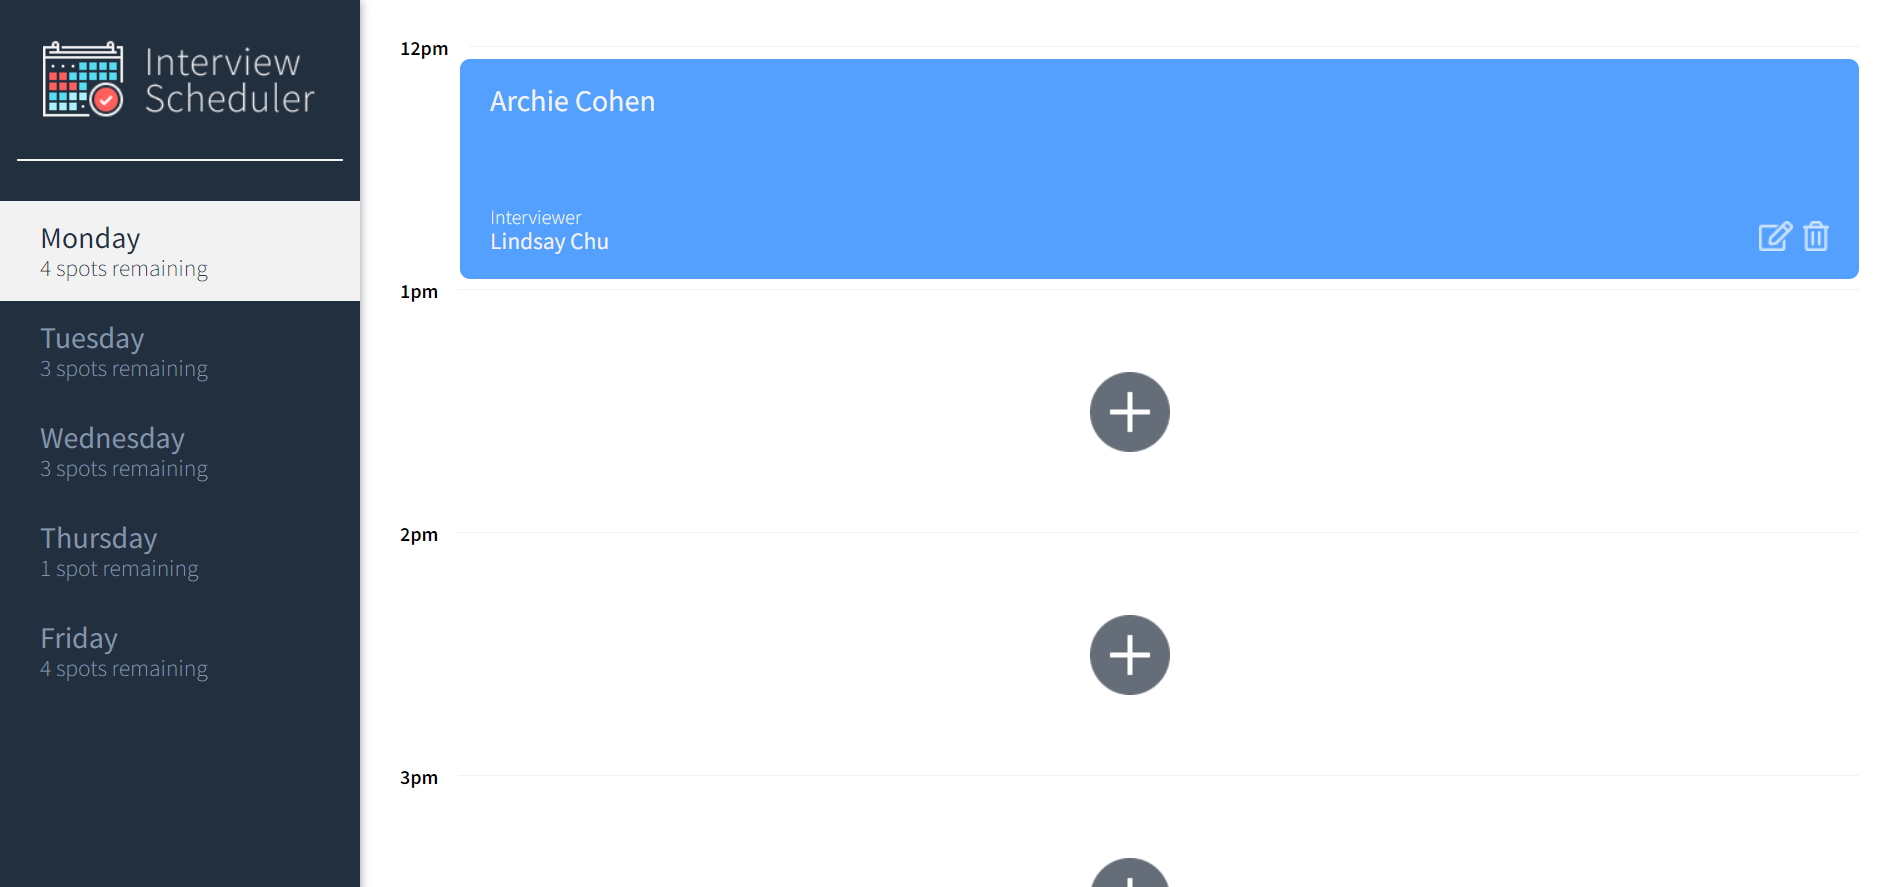 Interview
Scheduler
Monday
4 spots remaining
Tuesday
3 spots remaining
Wednesday
3 spots remaining
Thursday
1 spot remaining
Friday
4 spots remaining
12pm
Archie Cohen
Interviewer
Lindsay Chu
1pm
2pm
3pm